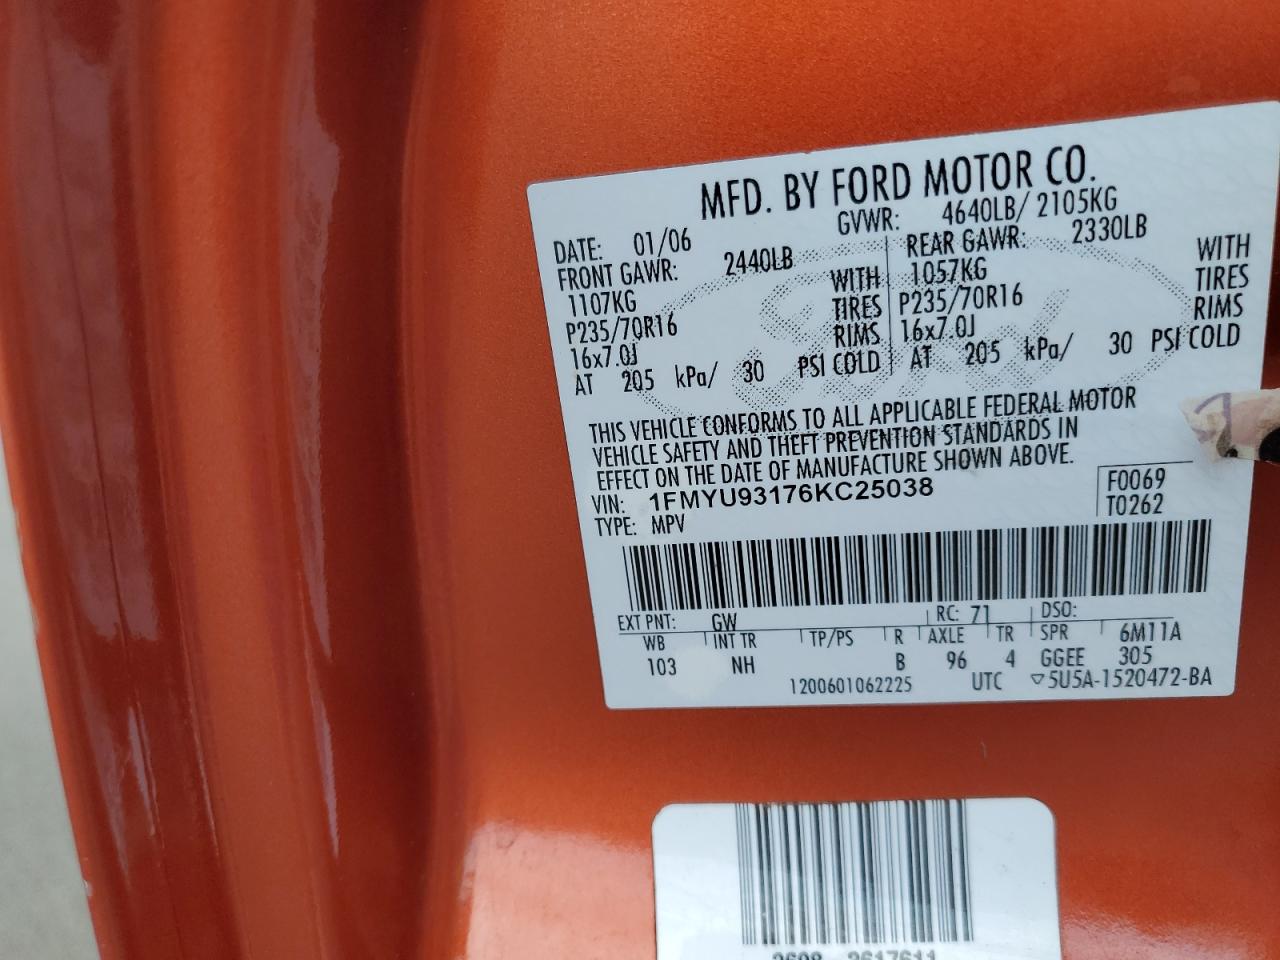 MFD. BY FORD MOTOR CO.
DATE: 01/06 GVWR: 4640LB/ 2105KG
FRONT GAWR: 2440LB
1107KG WITH
P235/70R16 TIRES
16x7.0J RIMS
AT 205 kPa/ 30 PSI COLD
REAR GAWR: 2330LB
1057KG WITH
P235/70R16 TIRES
16x7.0J RIMS
AT 205 kPa/ 30 PSI COLD
THIS VEHICLE CONFORMS TO ALL APPLICABLE FEDERAL MOTOR
VEHICLE SAFETY AND THEFT PREVENTION STANDARDS IN
EFFECT ON THE DATE OF MANUFACTURE SHOWN ABOVE.
VIN: 1FMYU93176KC25038 F0069
TYPE: MPV T0262
EXT PNT: GW RC: 71 DSO:
WB INT TR TP/PS R AXLE TR SPR 6M11A
103 NH B 96 4 GGEE 305
1200601062225 UTC ▽5U5A-1520472-BA